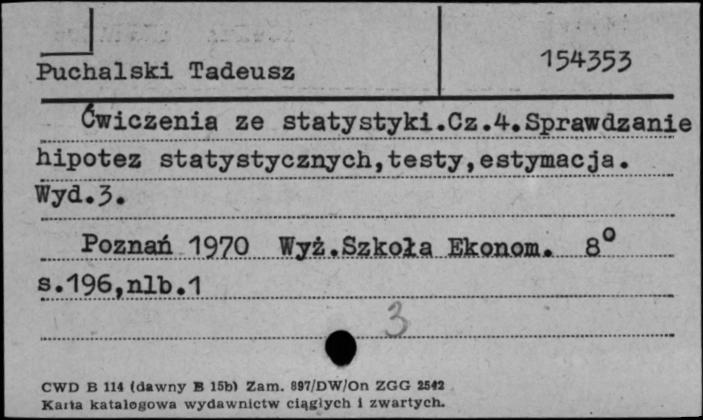 Puchalski Tadeusz
154353
Ćwiczenia ze statystyki.Cz.4.Sprawdzanie
hipotez statystycznych,testy,estymacja.
Wyd.3.
Poznań 1970 Wyż.Szkoła Ekonom. 8°
s.196,nlb.1
3
CWD B 114 (dawny B 15b) Zam. 897/DW/On ZGG 2542
Karta katalogowa wydawnictw ciągłych i zwartych.